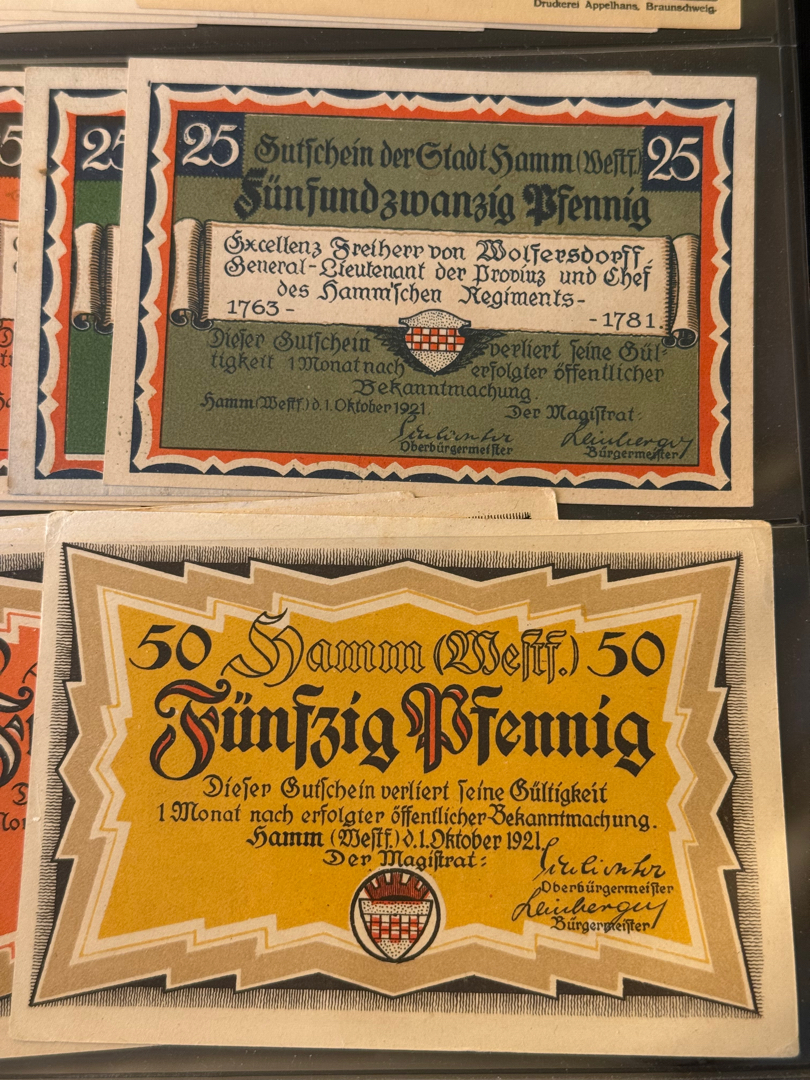 Druckerei Appelhans, Braunschweig.
25
25 Gutschein der Stadt Hamm (Westf.) 25
Fünfundzwanzig Pfennig
Excellenz Freiherr von Wolfersdorff,
General-Lieutenant der Provinz und Chef
des Hamm'schen Regiments-
1763 - - 1781.
Dieser Gutschein verliert seine Gül-
tigkeit 1 Monat nach erfolgter öffentlicher
Bekanntmachung.
Hamm (Westf.) d. 1. Oktober 1921. Der Magistrat:
Oberbürgermeister Bürgermeister
50 Hamm (Westf.) 50
Fünfzig Pfennig
Dieser Gutschein verliert seine Gültigkeit
1 Monat nach erfolgter öffentlicher Bekanntmachung.
Hamm (Westf.) d. 1. Oktober 1921.
Der Magistrat:
Oberbürgermeister
Bürgermeister